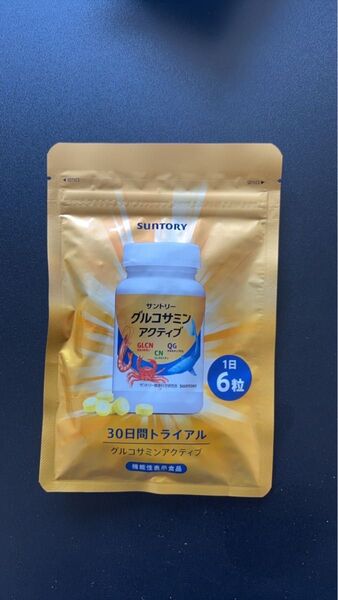 SUNTORY
サントリー
グルコサミン
アクティブ
GLCN
QG
CN
SUNTORY
1日
6粒
30日間トライアル
グルコサミンアクティブ
機能性表示食品